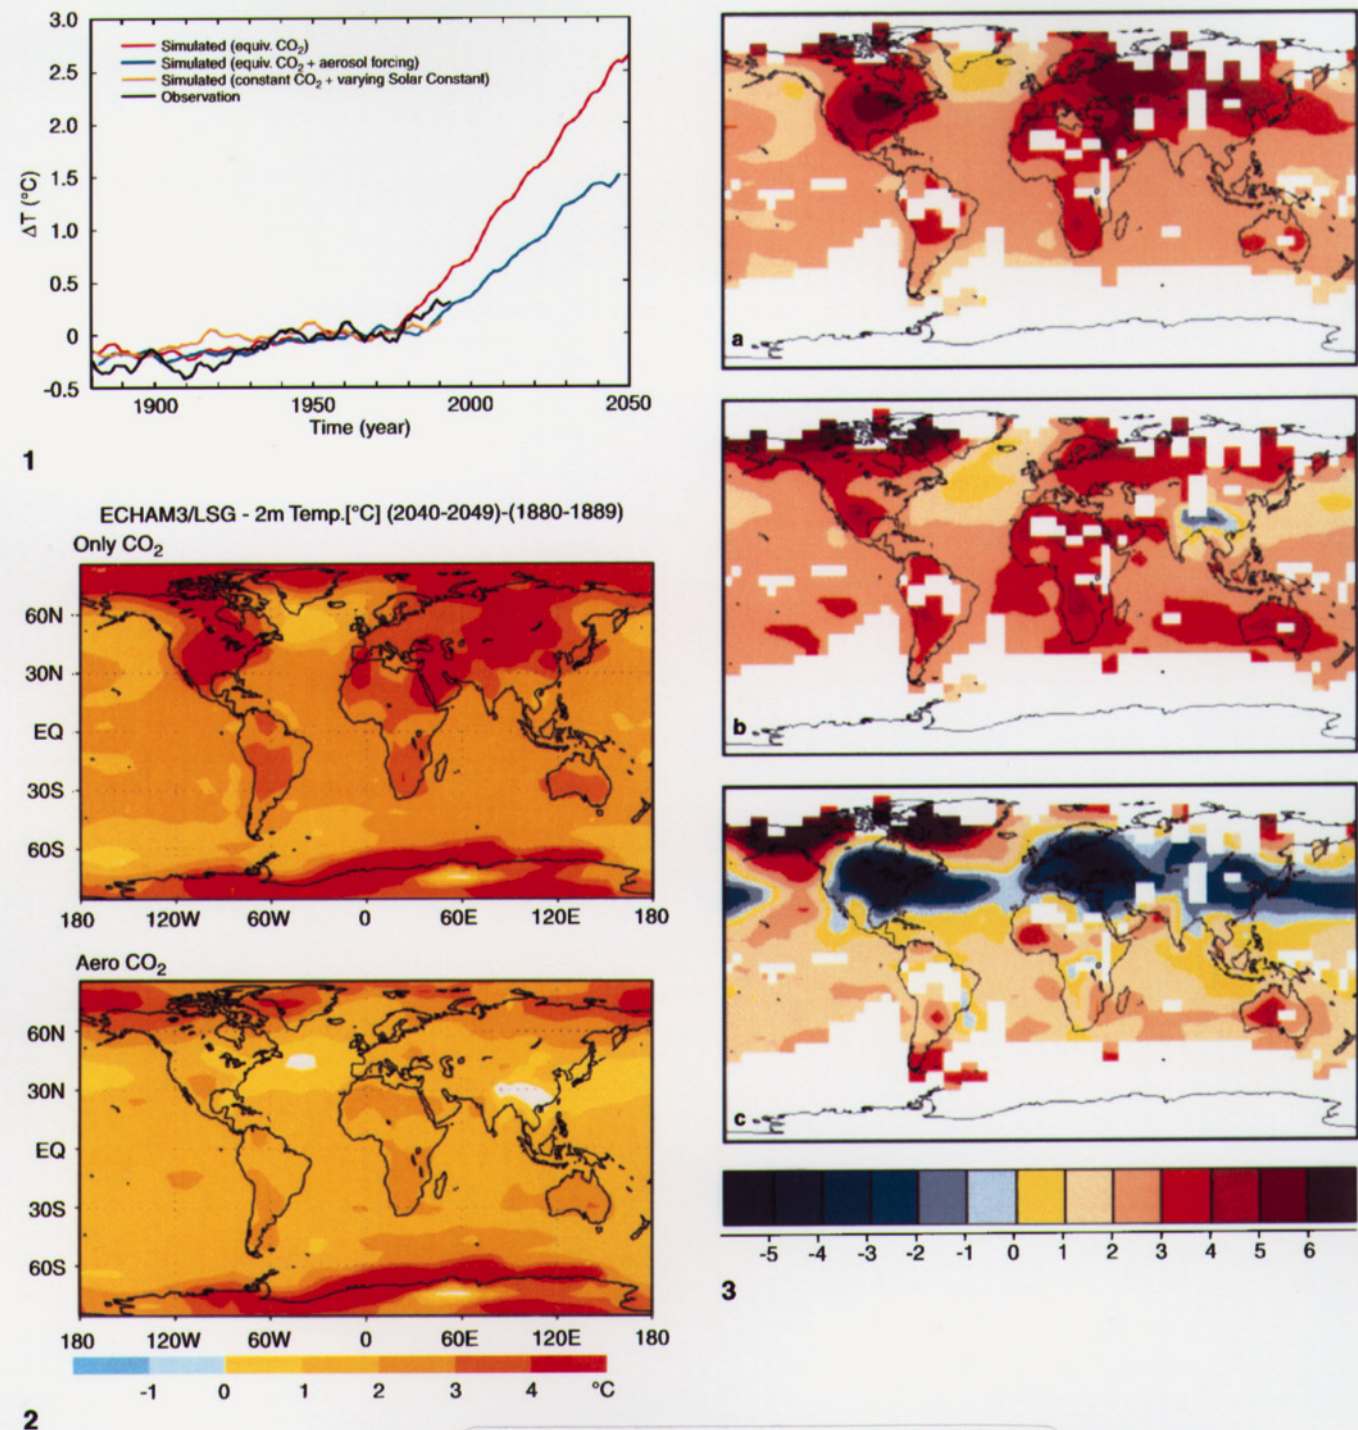 3.0
2.5
2.0
1.5
1.0
0.5
0
-0.5
ΔT (°C)
Simulated (equiv. CO₂)
Simulated (equiv. CO₂ + aerosol forcing)
Simulated (constant CO₂ + varying Solar Constant)
Observation
1900 1950 2000 2050
Time (year)
1
ECHAM3/LSG - 2m Temp.[°C] (2040-2049)-(1880-1889)
Only CO₂
60N
30N
EQ
30S
60S
180 120W 60W 0 60E 120E 180
Aero CO₂
60N
30N
EQ
30S
60S
180 120W 60W 0 60E 120E 180
-1 0 1 2 3 4 °C
2
a
b
c
-5 -4 -3 -2 -1 0 1 2 3 4 5 6
3